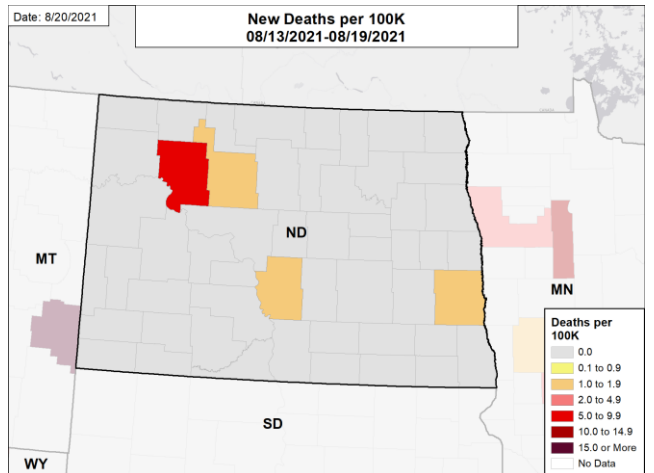 Date: 8/20/2021
New Deaths per 100K
08/13/2021-08/19/2021
ND
MT
MN
SD
WY
Deaths per
100K
0.0
0.1 to 0.9
1.0 to 1.9
2.0 to 4.9
5.0 to 9.9
10.0 to 14.9
15.0 or More
No Data